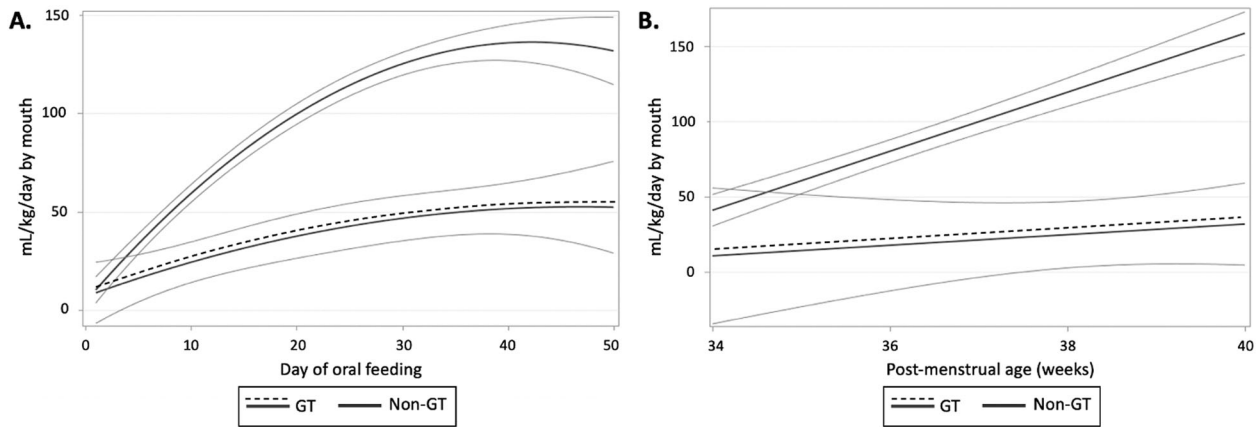 A.
mL/kg/day by mouth
150
100
50
0
0 10 20 30 40 50
Day of oral feeding
GT Non-GT
B.
mL/kg/day by mouth
150
100
50
0
34 36 38 40
Post-menstrual age (weeks)
GT Non-GT